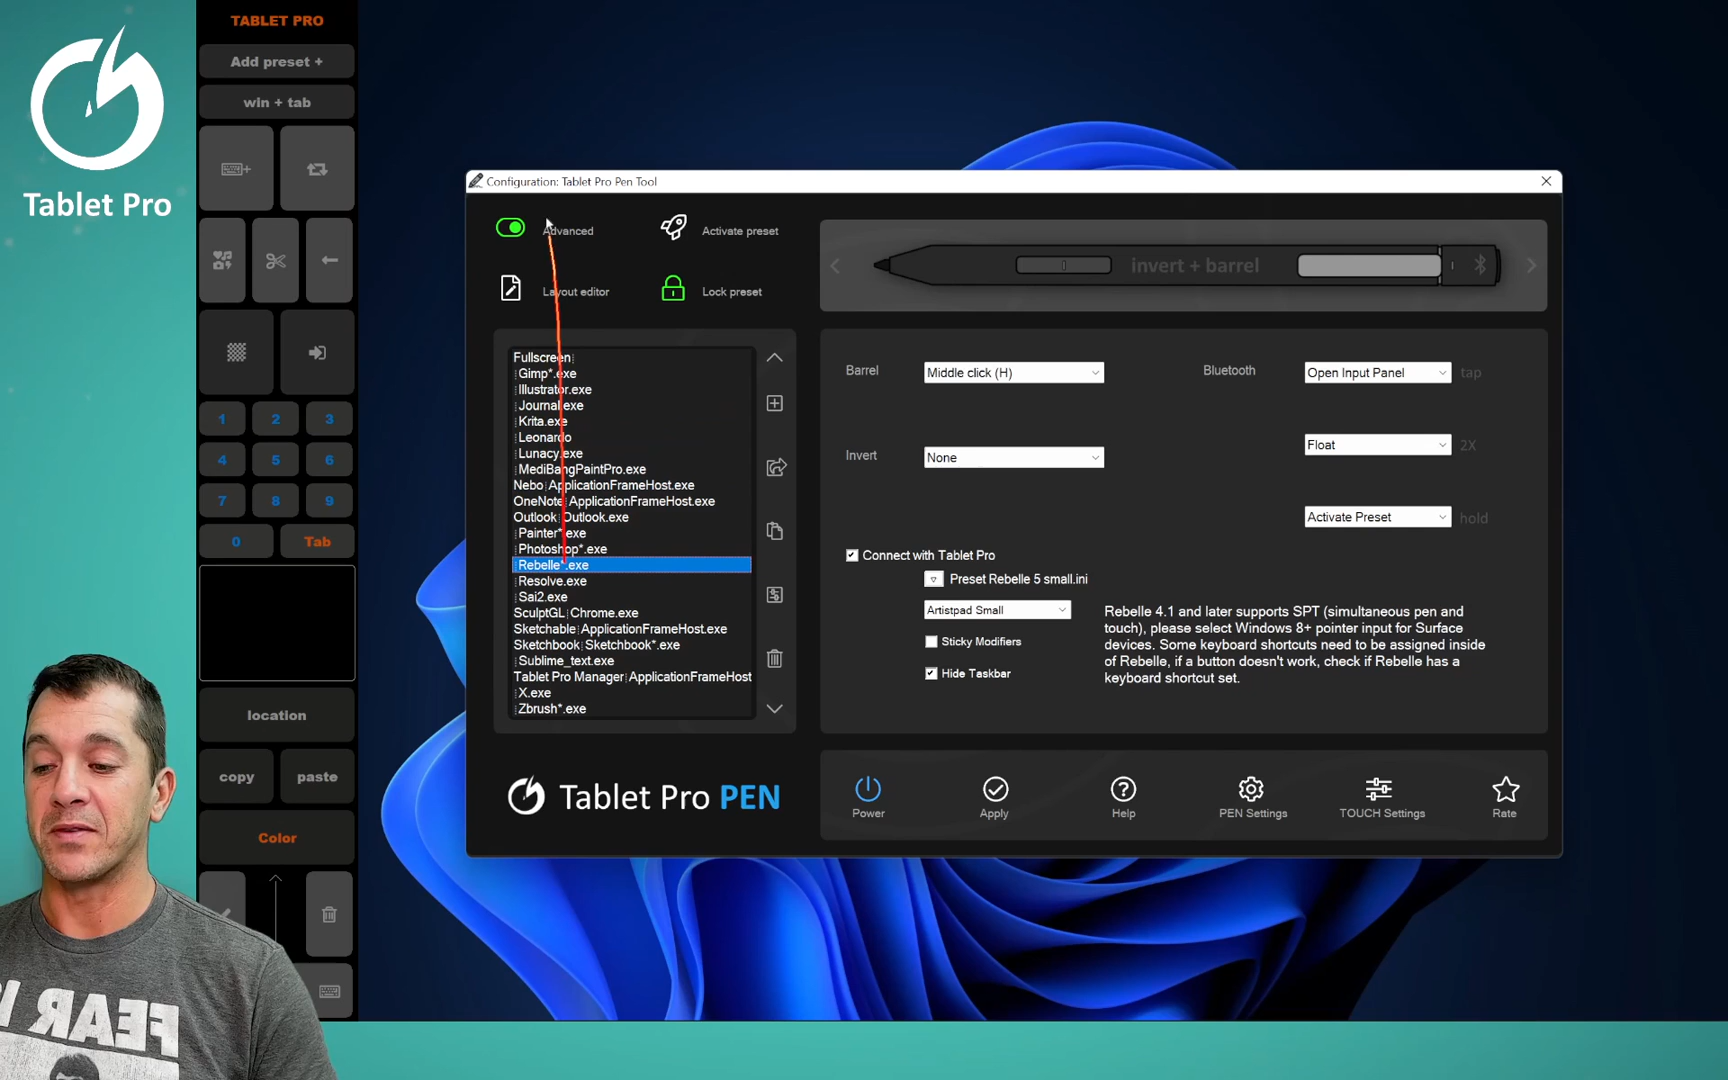 Tablet Pro
TABLET PRO
Add preset +
win + tab
1 2 3
4 5 6
7 8 9
0 Tab
location
copy paste
Color
Configuration: Tablet Pro Pen Tool
Advanced
Activate preset
Layout editor
Lock preset
Fullscreen
Gimp*.exe
Illustrator.exe
Journal.exe
Krita.exe
Leonardo
Lunacy.exe
MediBangPaintPro.exe
Nebo ApplicationFrameHost.exe
OneNote ApplicationFrameHost.exe
Outlook Outlook.exe
Painter*.exe
Photoshop*.exe
Rebelle*.exe
Resolve.exe
Sai2.exe
SculptGL Chrome.exe
Sketchable ApplicationFrameHost.exe
Sketchbook Sketchbook*.exe
Sublime_text.exe
Tablet Pro Manager ApplicationFrameHost
X.exe
Zbrush*.exe
Tablet Pro PEN
invert + barrel
Barrel Middle click (H)
Bluetooth Open Input Panel tap
Invert None
Float 2X
Activate Preset hold
Connect with Tablet Pro
Preset Rebelle 5 small.ini
Artistpad Small
Sticky Modifiers
Hide Taskbar
Rebelle 4.1 and later supports SPT (simultaneous pen and
touch), please select Windows 8+ pointer input for Surface
devices. Some keyboard shortcuts need to be assigned inside
of Rebelle, if a button doesn't work, check if Rebelle has a
keyboard shortcut set.
Power
Apply
Help
PEN Settings
TOUCH Settings
Rate
FEAR